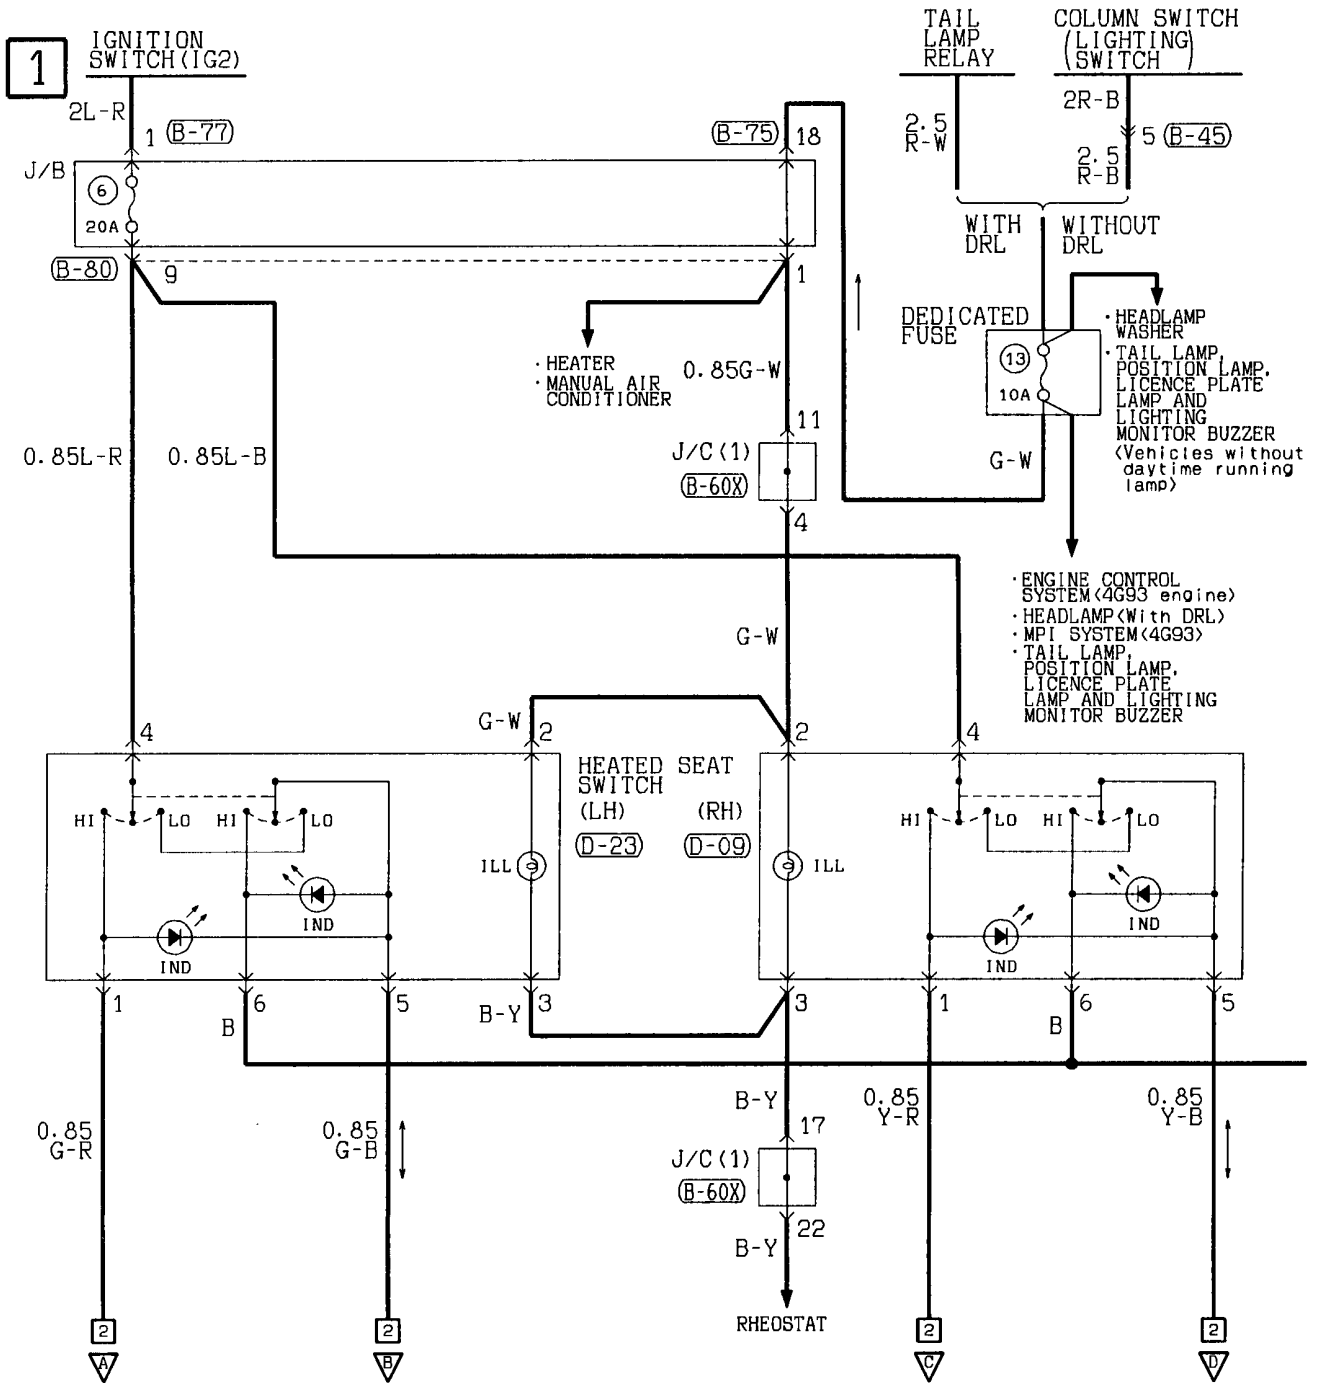 1
IGNITION
SWITCH(IG2)
TAIL
LAMP
RELAY
COLUMN SWITCH
(LIGHTING
SWITCH)
2L-R
1 (B-77)
(B-75) 18
2.5
R-W
2R-B
5 (B-45)
2.5
R-B
J/B
6
20A
WITH
DRL
WITHOUT
DRL
(B-80) 9
1
DEDICATED
FUSE
13
10A
·HEADLAMP
WASHER
·TAIL LAMP,
POSITION LAMP,
LICENCE PLATE
LAMP AND
LIGHTING
MONITOR BUZZER
<Vehicles without
daytime running
lamp>
·HEATER
·MANUAL AIR
CONDITIONER
0.85G-W
11
0.85L-R
0.85L-B
J/C(1)
(B-60X)
4
G-W
·ENGINE CONTROL
SYSTEM<4G93 engine>
·HEADLAMP<With DRL>
·MPI SYSTEM<4G93>
·TAIL LAMP,
POSITION LAMP,
LICENCE PLATE
LAMP AND LIGHTING
MONITOR BUZZER
G-W
G-W
4
2
2
4
HEATED SEAT
SWITCH
(LH) (RH)
(D-23) (D-09)
HI LO HI LO
HI LO HI LO
ILL
ILL
IND
IND
IND
IND
1 6 5 3
3 1 6 5
B
B-Y
B
B-Y
17
0.85
G-R
0.85
G-B
0.85
Y-R
0.85
Y-B
J/C(1)
(B-60X)
22
B-Y
RHEOSTAT
2 2 2 2
A B C D